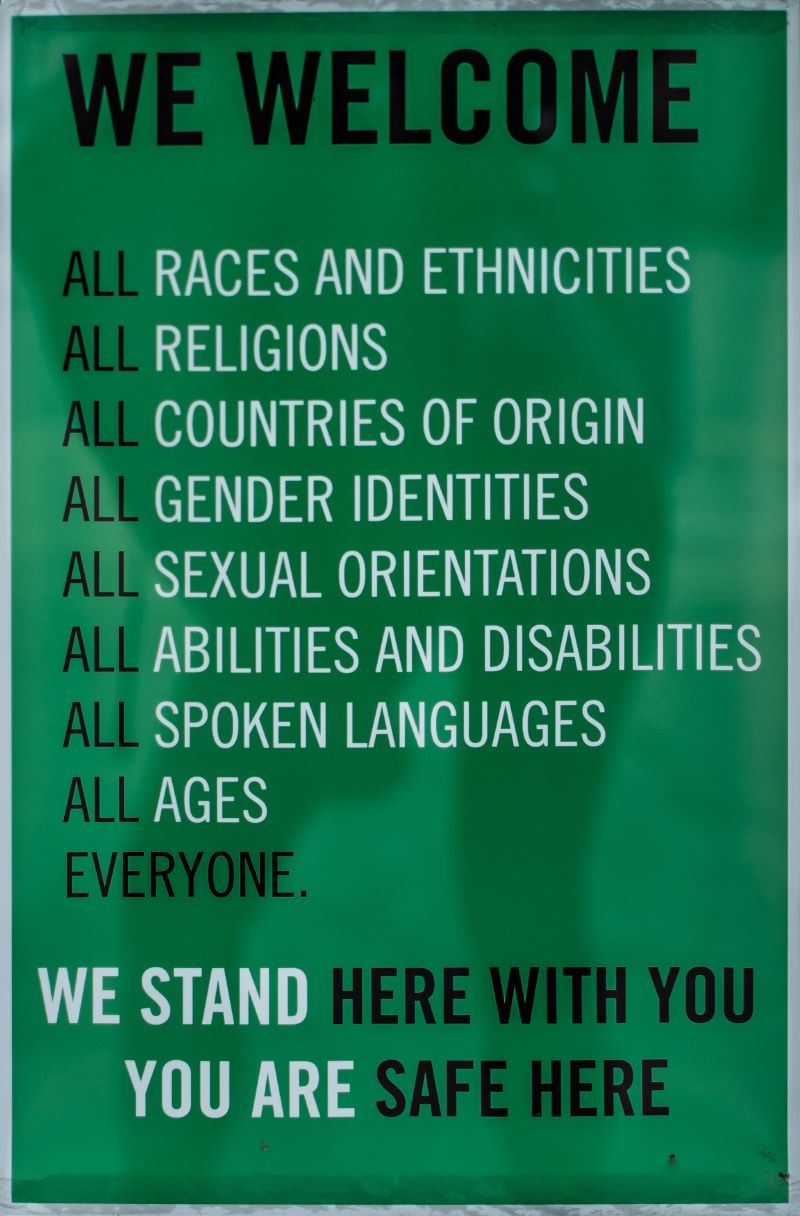 WE WELCOME
ALL RACES AND ETHNICITIES
ALL RELIGIONS
ALL COUNTRIES OF ORIGIN
ALL GENDER IDENTITIES
ALL SEXUAL ORIENTATIONS
ALL ABILITIES AND DISABILITIES
ALL SPOKEN LANGUAGES
ALL AGES
EVERYONE.
WE STAND HERE WITH YOU
YOU ARE SAFE HERE